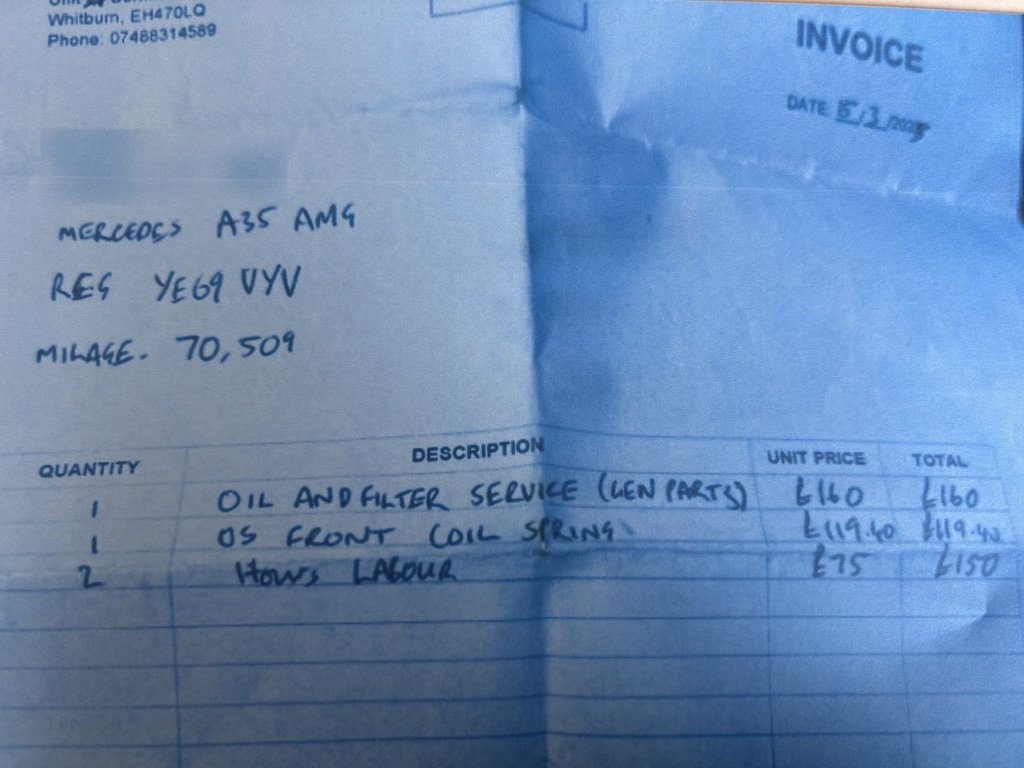 Whitburn, EH470LQ
Phone: 07488314589
INVOICE
DATE 15/3/
MERCEDES A35 AMG
REG YE69 UYV
MILAGE. 70,509
QUANTITY DESCRIPTION UNIT PRICE TOTAL
1 OIL AND FILTER SERVICE (GEN PARTS) £160 £160
1 OS FRONT COIL SPRING £119.40 £119.40
2 Hours LABOUR £75 £150